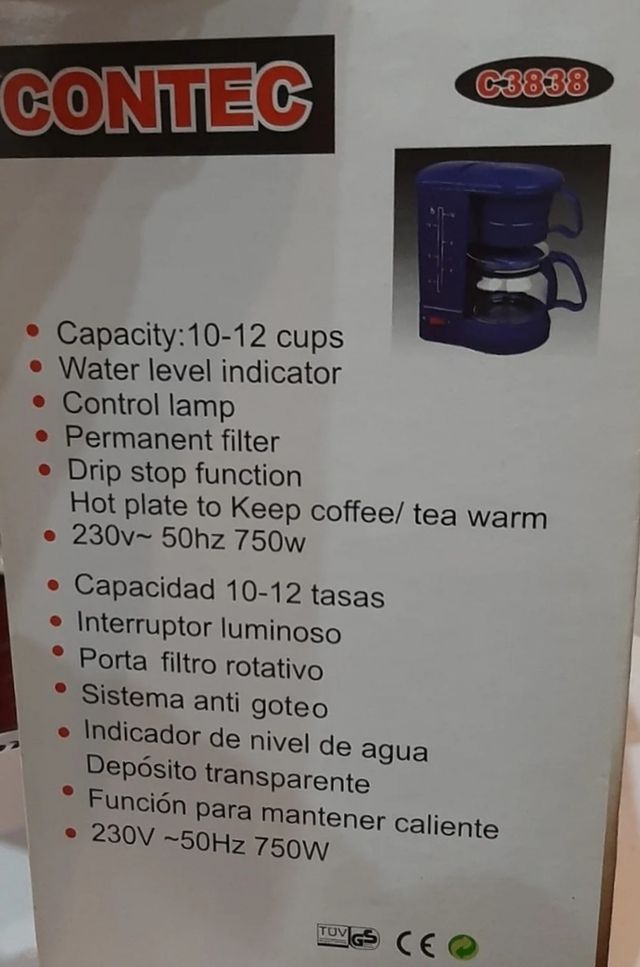 CONTEC
C3838
• Capacity:10-12 cups
• Water level indicator
• Control lamp
• Permanent filter
• Drip stop function
Hot plate to Keep coffee/ tea warm
• 230v~ 50hz 750w
• Capacidad 10-12 tasas
• Interruptor luminoso
• Porta filtro rotativo
• Sistema anti goteo
• Indicador de nivel de agua
Depósito transparente
• Función para mantener caliente
• 230V ~50Hz 750W
TÜV GS CE